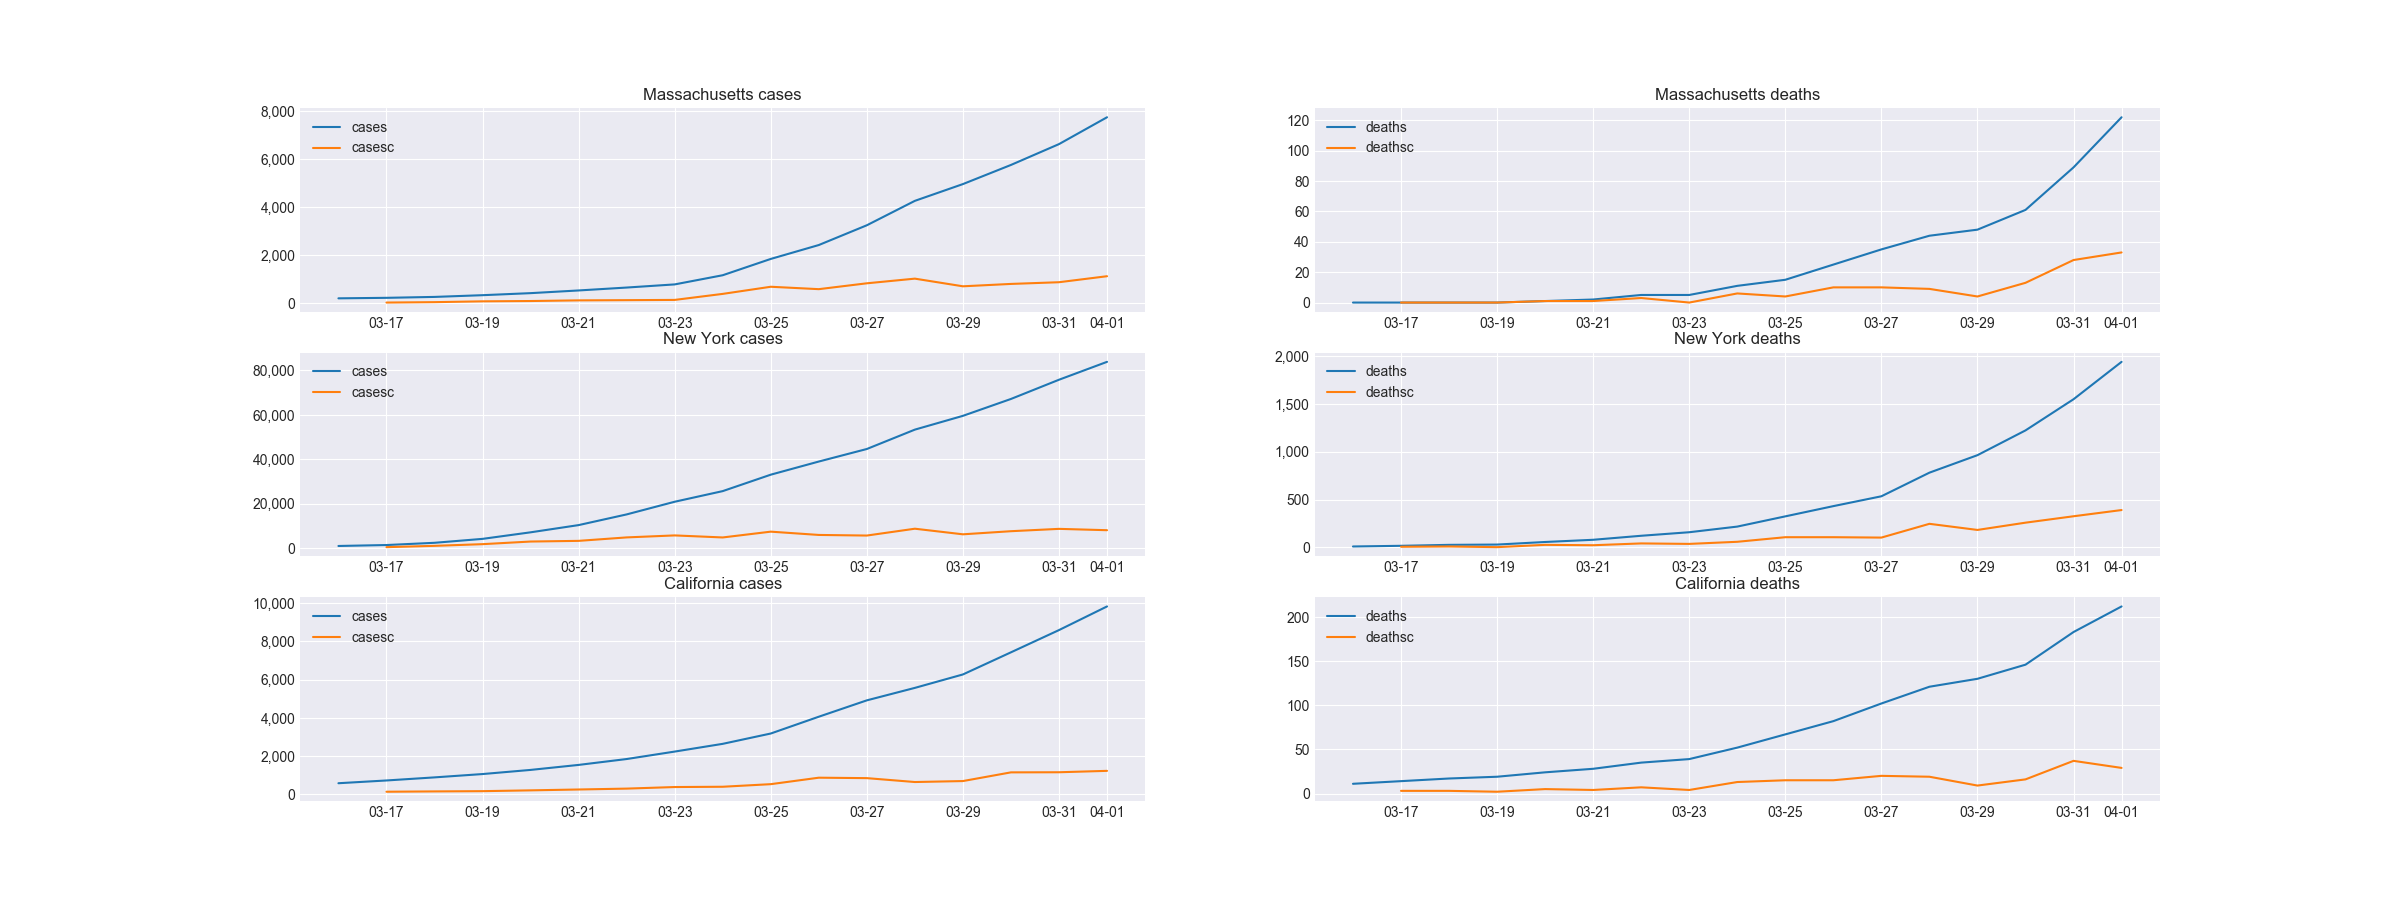 Massachusetts cases
8,000
6,000
4,000
2,000
0
cases
casesc
03-17 03-19 03-21 03-23 03-25 03-27 03-29 03-31 04-01
Massachusetts deaths
120
100
80
60
40
20
0
deaths
deathsc
03-17 03-19 03-21 03-23 03-25 03-27 03-29 03-31 04-01
New York cases
80,000
60,000
40,000
20,000
0
cases
casesc
03-17 03-19 03-21 03-23 03-25 03-27 03-29 03-31 04-01
New York deaths
2,000
1,500
1,000
500
0
deaths
deathsc
03-17 03-19 03-21 03-23 03-25 03-27 03-29 03-31 04-01
California cases
10,000
8,000
6,000
4,000
2,000
0
cases
casesc
03-17 03-19 03-21 03-23 03-25 03-27 03-29 03-31 04-01
California deaths
200
150
100
50
0
deaths
deathsc
03-17 03-19 03-21 03-23 03-25 03-27 03-29 03-31 04-01